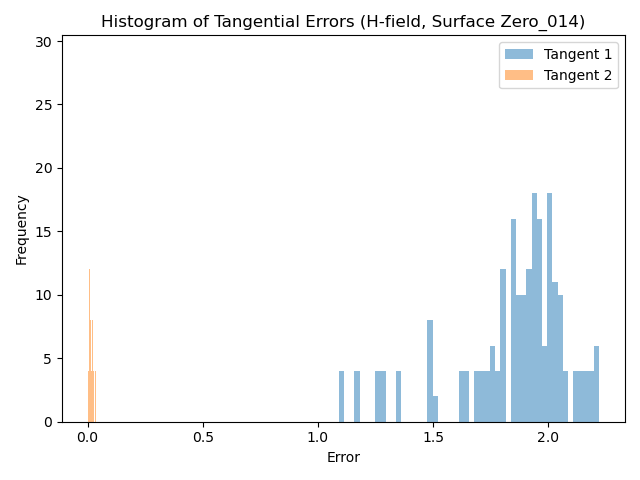 Histogram of Tangential Errors (H-field, Surface Zero_014)
Tangent 1
Tangent 2
Frequency
30
25
20
15
10
5
0
0.0 0.5 1.0 1.5 2.0
Error